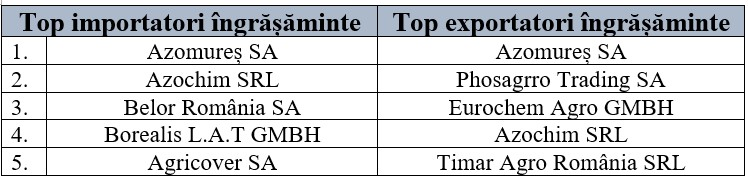 Top importatori îngrășăminte Top exportatori îngrășăminte
1. Azomureș SA Azomureș SA
2. Azochim SRL Phosagrro Trading SA
3. Belor România SA Eurochem Agro GMBH
4. Borealis L.A.T GMBH Azochim SRL
5. Agricover SA Timar Agro România SRL